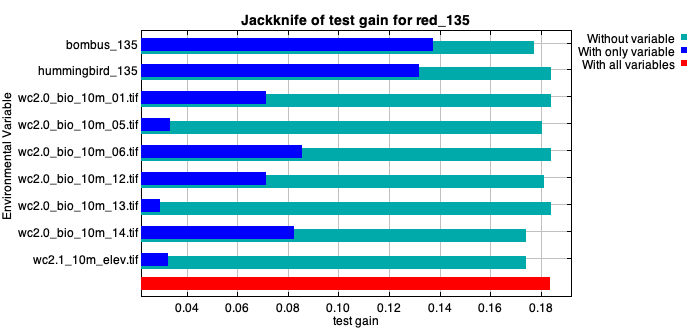 Jackknife of test gain for red_135
Without variable
With only variable
With all variables
Environmental Variable
bombus_135
hummingbird_135
wc2.0_bio_10m_01.tif
wc2.0_bio_10m_05.tif
wc2.0_bio_10m_06.tif
wc2.0_bio_10m_12.tif
wc2.0_bio_10m_13.tif
wc2.0_bio_10m_14.tif
wc2.1_10m_elev.tif
0.04 0.06 0.08 0.10 0.12 0.14 0.16 0.18
test gain